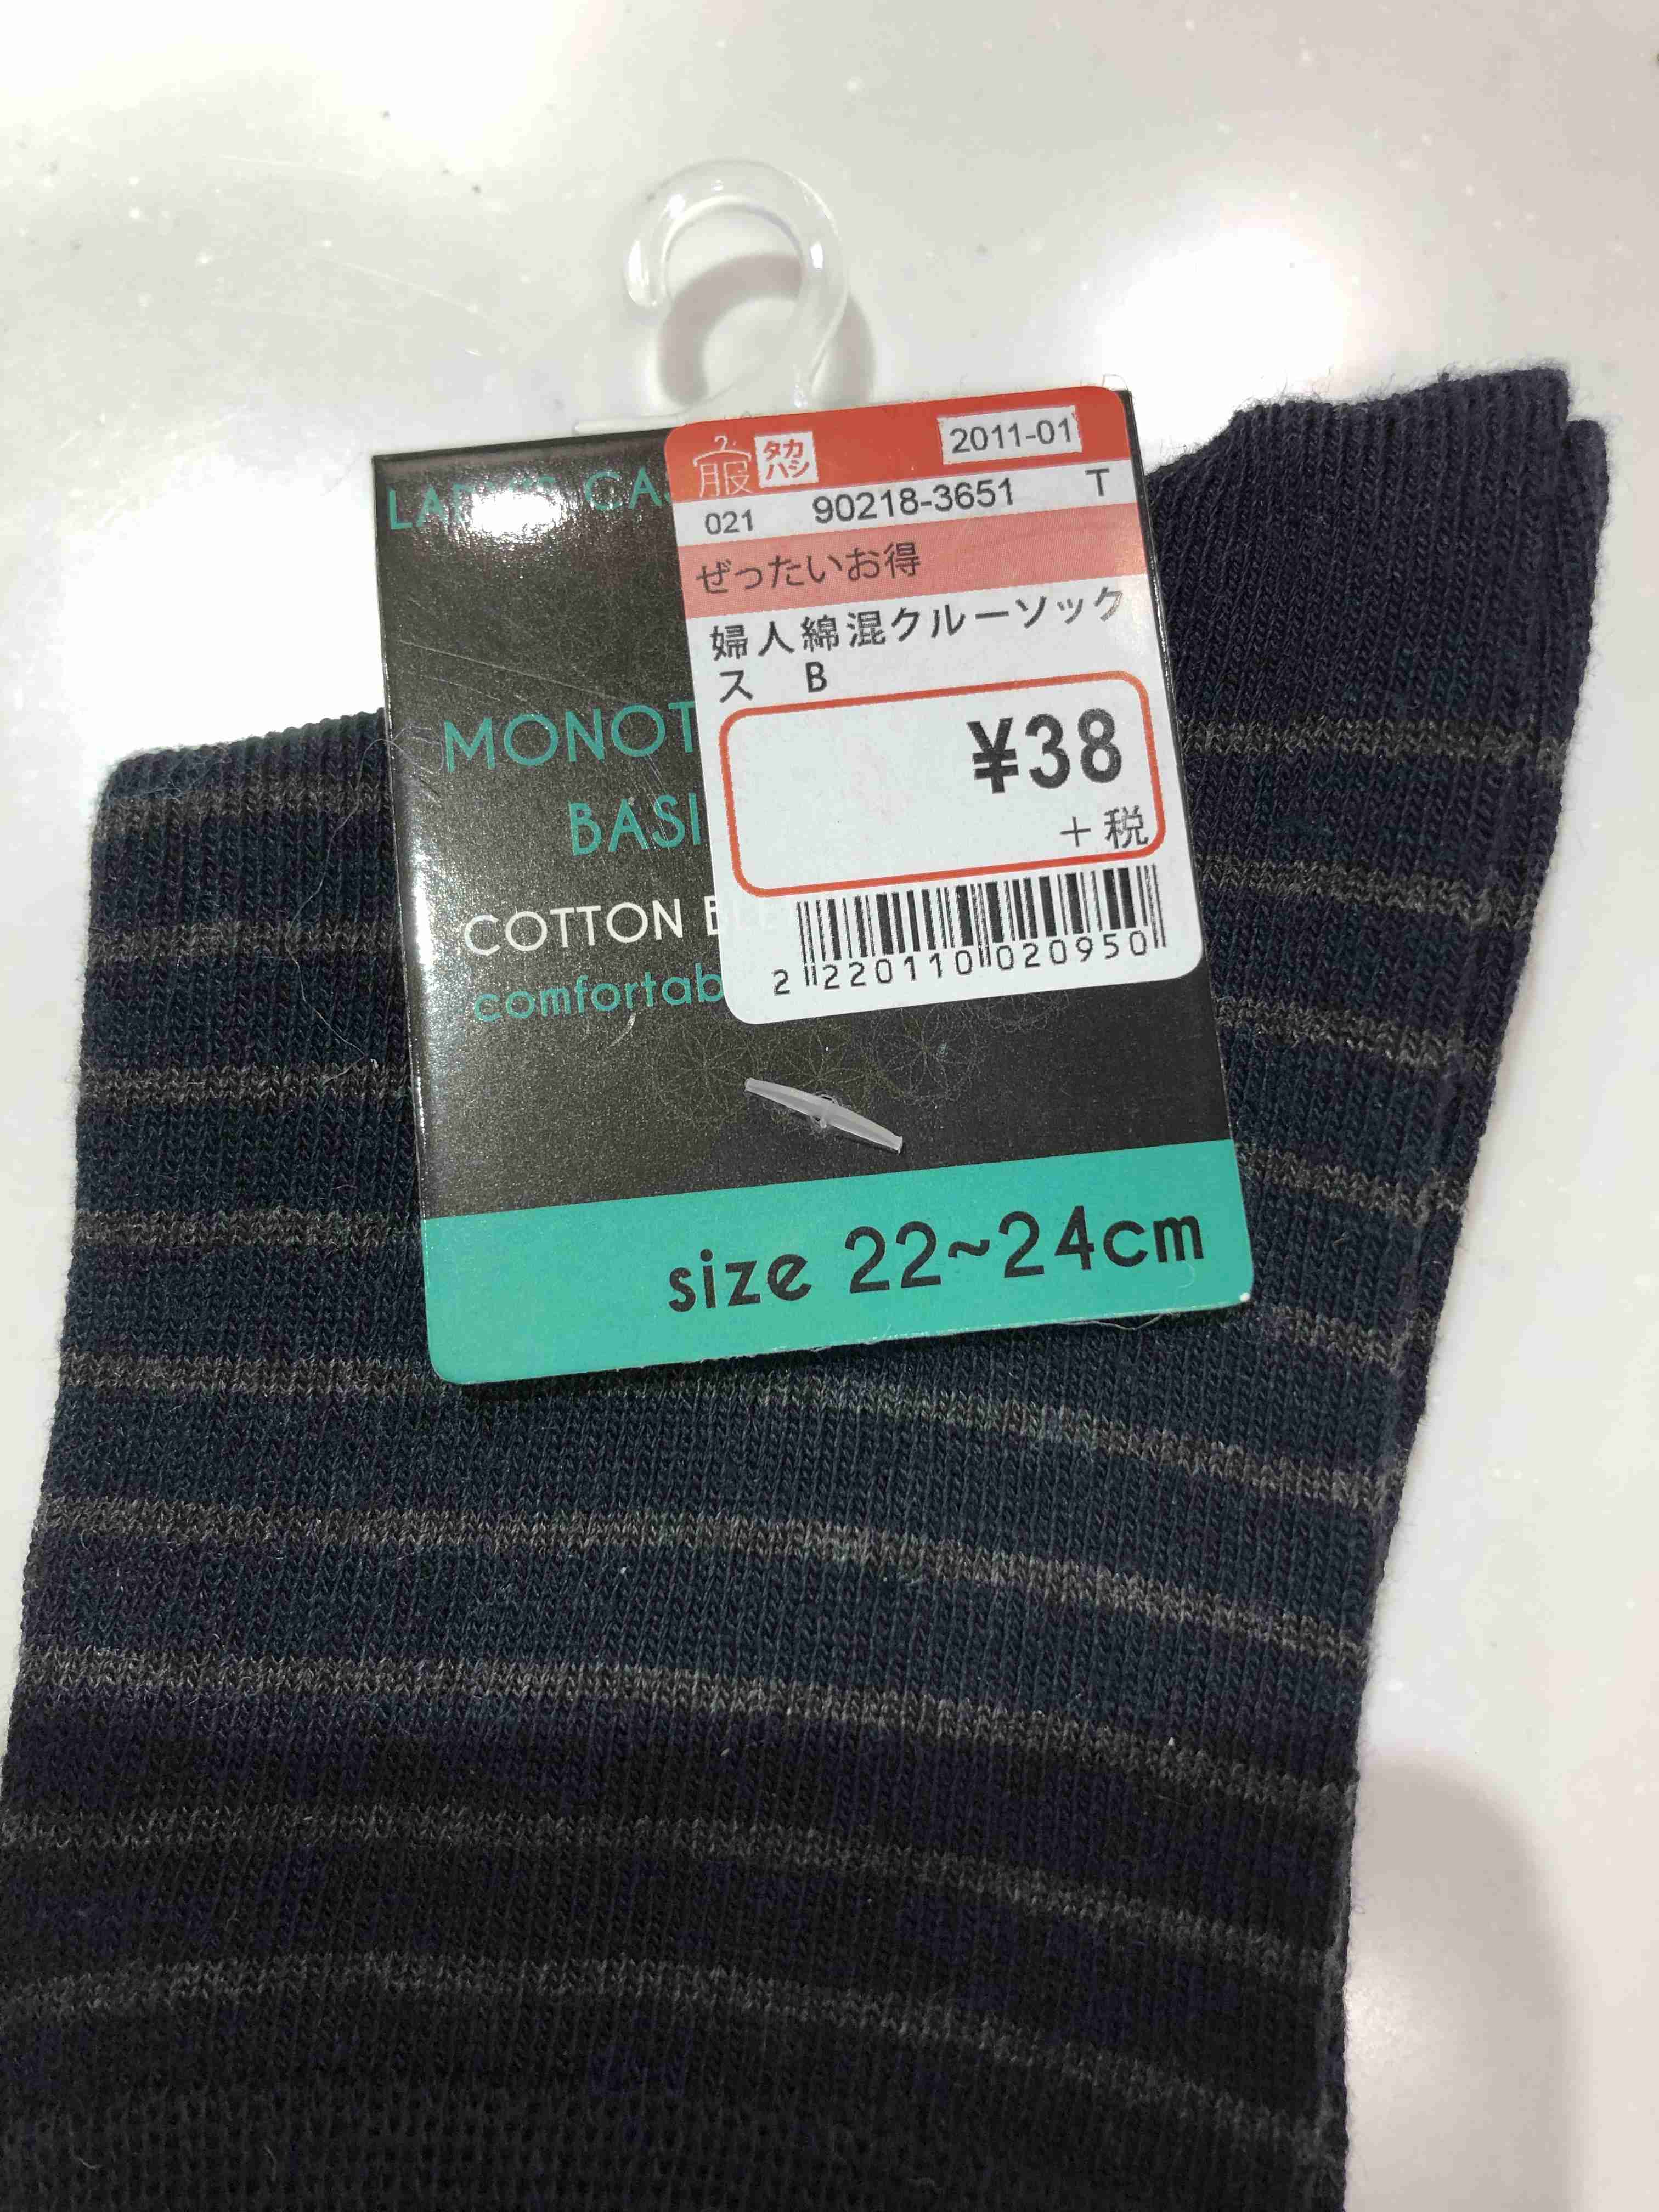 服 タカ
ハシ
2011-01
021 90218-3651 T
ぜったいお得
婦人綿混クルーソック
ス B
¥38
+税
2 220110 020950
MONOT
BASI
COTTON
comfortab
size 22~24cm